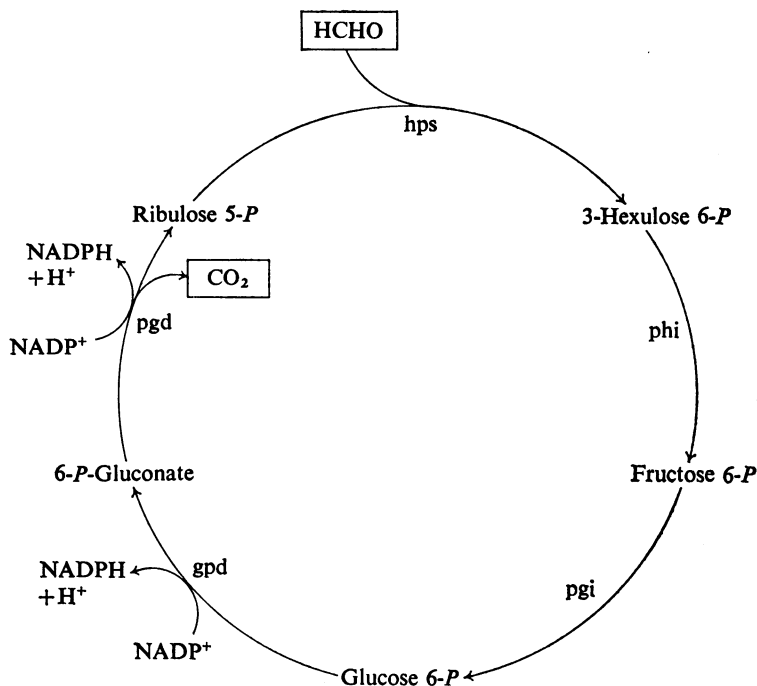 HCHO
hps
Ribulose 5-P
3-Hexulose 6-P
NADPH
+H⁺
CO₂
pgd
NADP⁺
phi
6-P-Gluconate
Fructose 6-P
NADPH
+H⁺
gpd
pgi
NADP⁺
Glucose 6-P